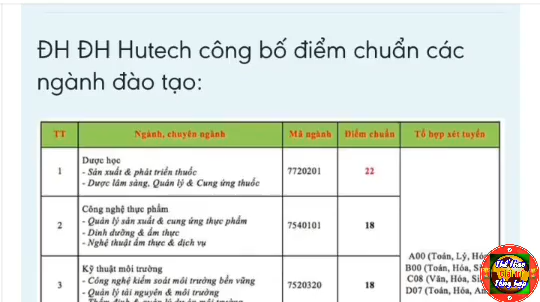 ĐH ĐH Hutech công bố điểm chuẩn các
ngành đào tạo:
TT Ngành, chuyên ngành Mã ngành Điểm chuẩn Tổ hợp xét tuyển
1 Dược học
- Sản xuất & phát triển thuốc 7720201 22
- Dược lâm sàng, Quản lý & Cung ứng thuốc
Công nghệ thực phẩm
- Quản lý sản xuất & cung ứng thực phẩm
2 - Dinh dưỡng & ẩm thực 7540101 18
- Nghệ thuật ẩm thực & dịch vụ
A00 (Toán, Lý, Hó
Kỹ thuật môi trường B00 (Toán, Hóa,
- Công nghệ kiểm soát môi trường bền vững C08 (Văn, Hóa,
3 - Quản lý tài nguyên & môi trường 7520320 18 D07 (Toán, Hóa,